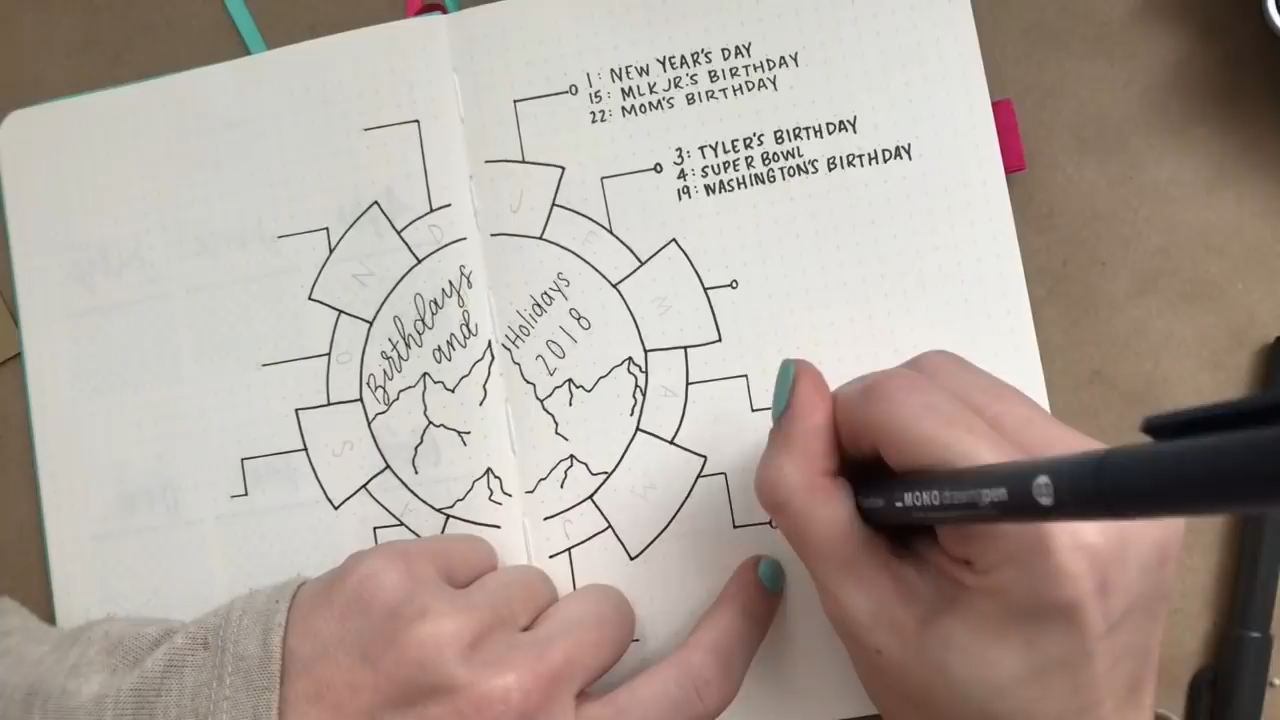 1: NEW YEAR'S DAY
15: MLK JR.'S BIRTHDAY
22: MOM'S BIRTHDAY
3: TYLER'S BIRTHDAY
4: SUPER BOWL
19: WASHINGTON'S BIRTHDAY
J
F
M
A
M
J
S
O
N
D
Birthdays
and
Holidays
2018
MONO drawing pen